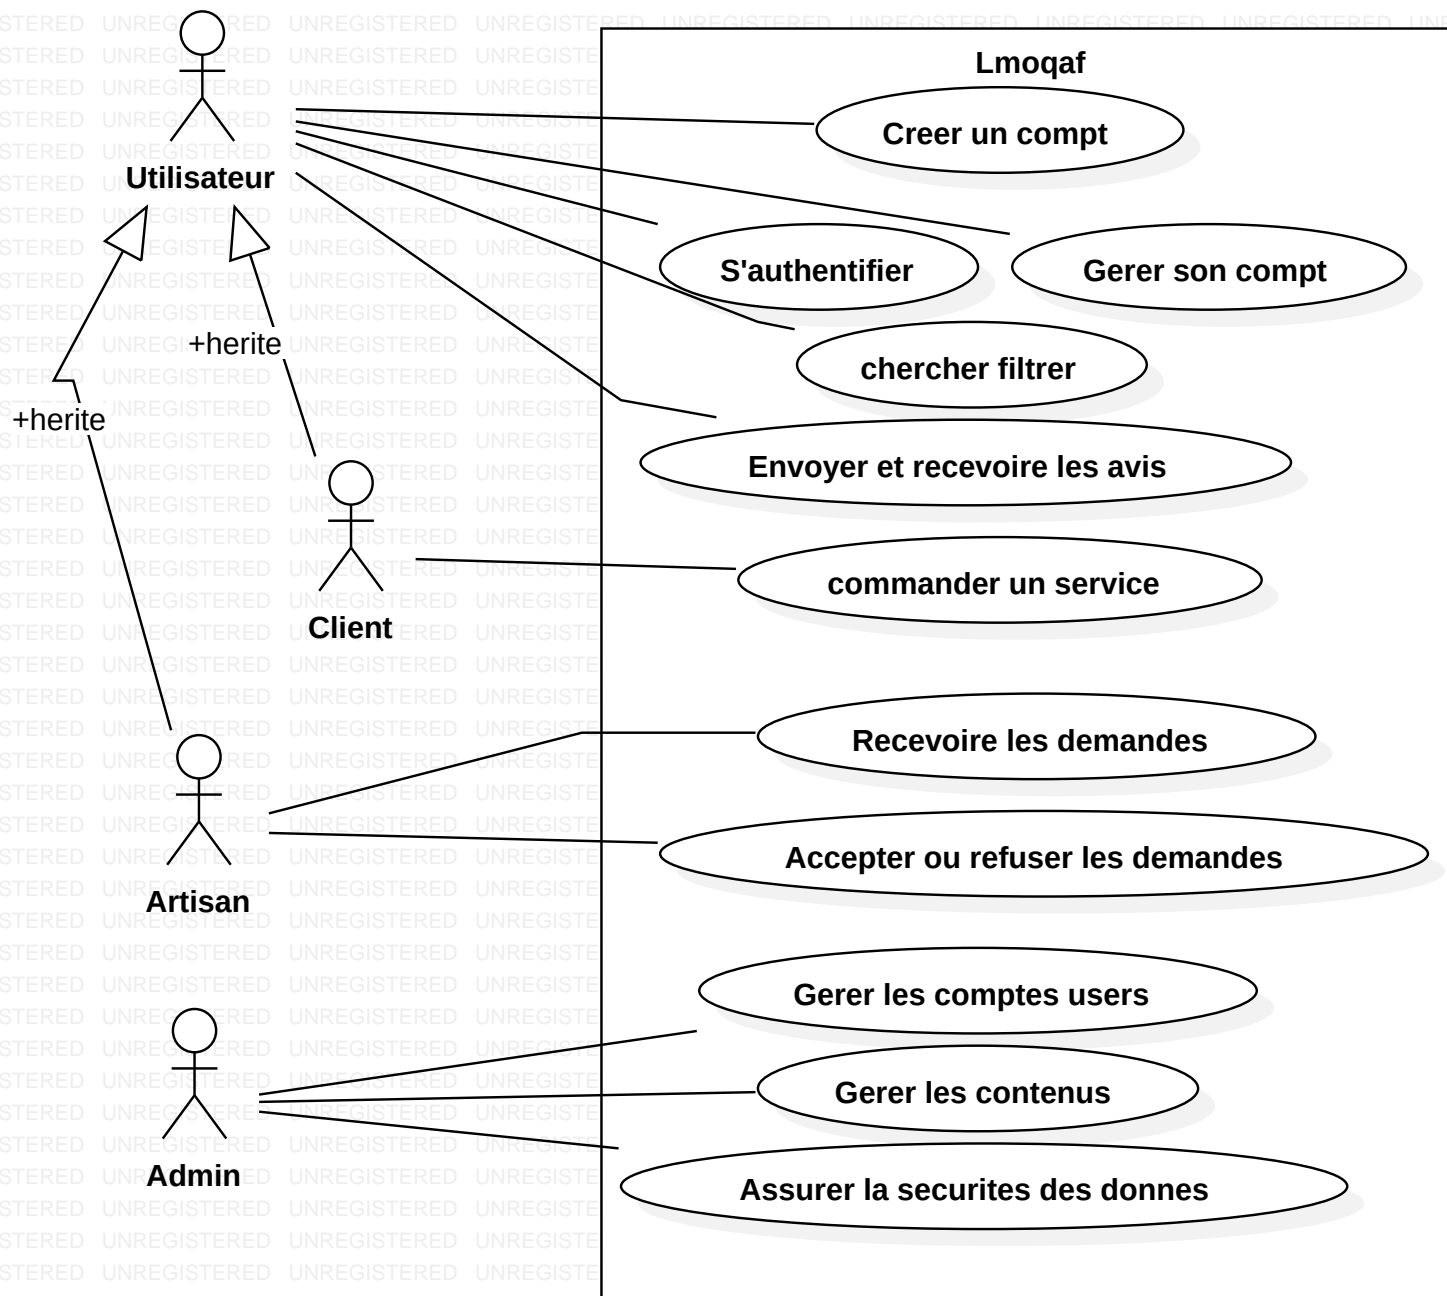 Lmoqaf
Creer un compt
Utilisateur
S'authentifier
Gerer son compt
+herite
chercher filtrer
+herite
Envoyer et recevoire les avis
commander un service
Client
Recevoire les demandes
Accepter ou refuser les demandes
Artisan
Gerer les comptes users
Gerer les contenus
Admin
Assurer la securites des donnes
UNREGISTERED